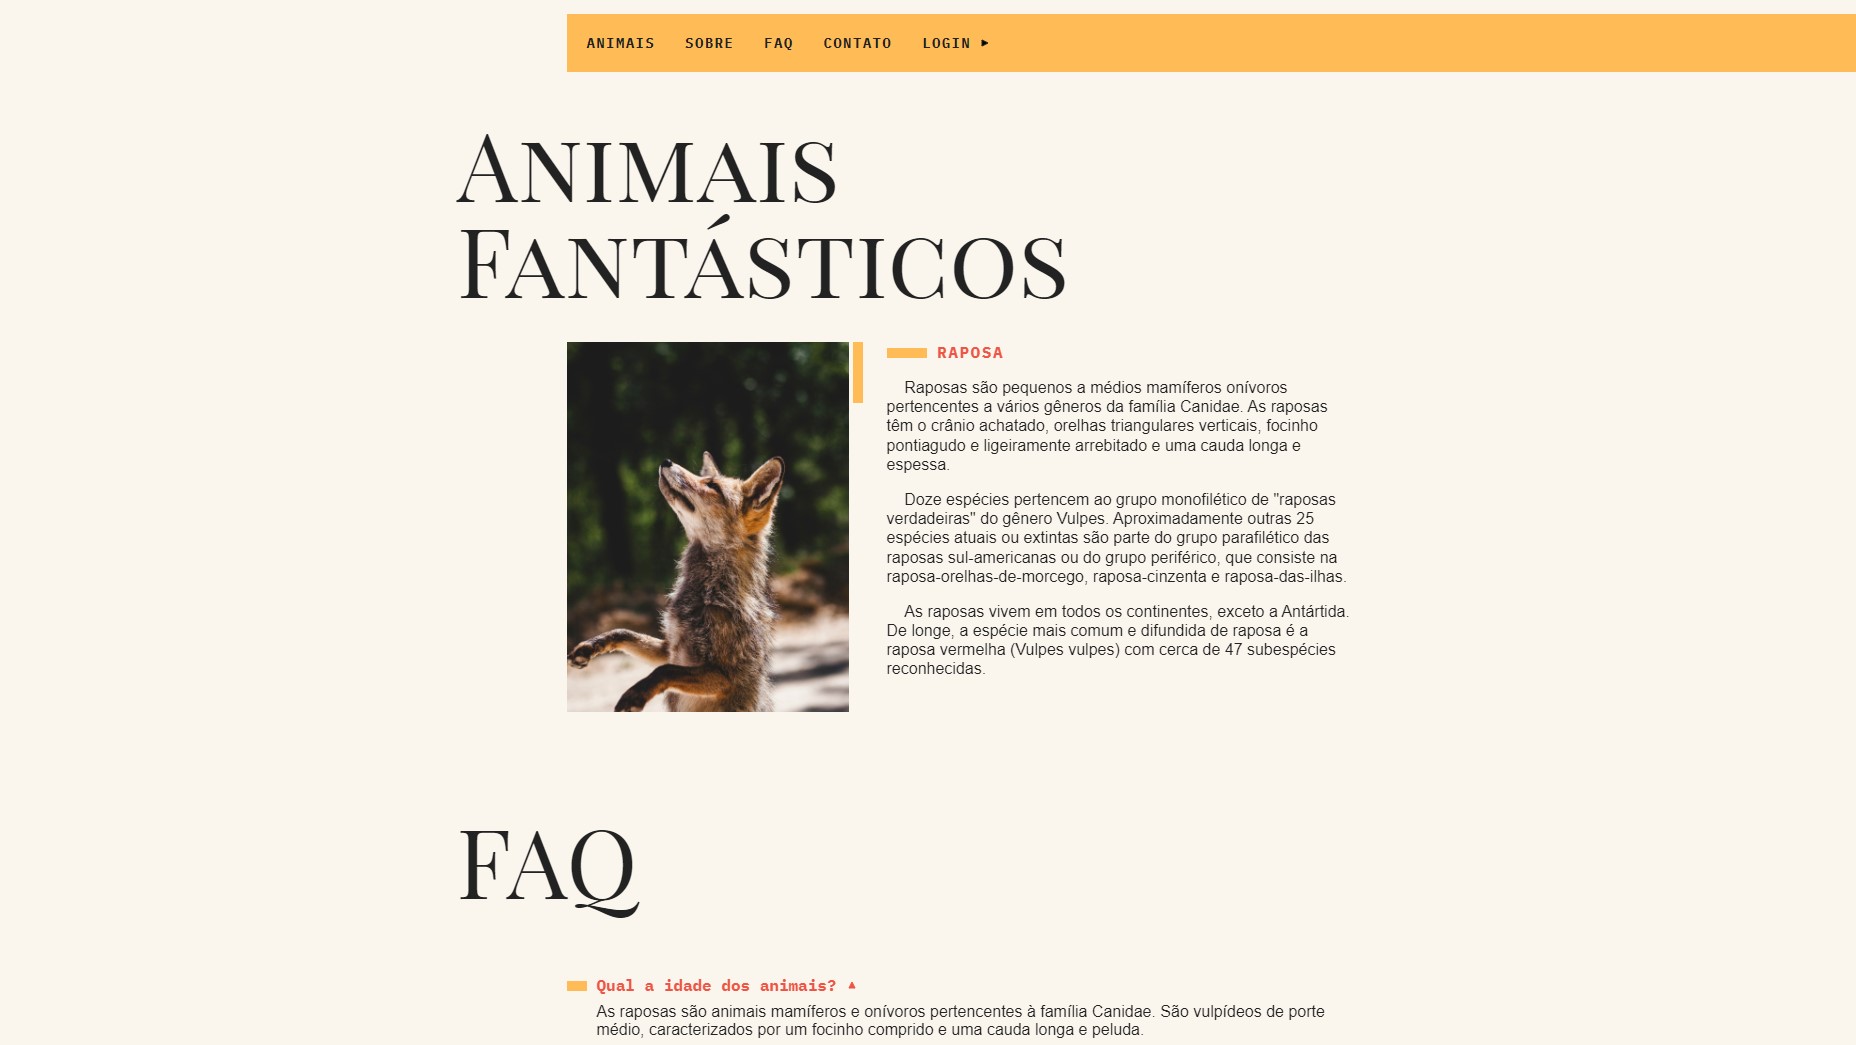 ANIMAIS SOBRE FAQ CONTATO LOGIN ▸
ANIMAIS
FANTÁSTICOS
RAPOSA
Raposas são pequenos a médios mamíferos onívoros
pertencentes a vários gêneros da família Canidae. As raposas
têm o crânio achatado, orelhas triangulares verticais, focinho
pontiagudo e ligeiramente arrebitado e uma cauda longa e
espessa.
Doze espécies pertencem ao grupo monofilético de "raposas
verdadeiras" do gênero Vulpes. Aproximadamente outras 25
espécies atuais ou extintas são parte do grupo parafilético das
raposas sul-americanas ou do grupo periférico, que consiste na
raposa-orelhas-de-morcego, raposa-cinzenta e raposa-das-ilhas.
As raposas vivem em todos os continentes, exceto a Antártida.
De longe, a espécie mais comum e difundida de raposa é a
raposa vermelha (Vulpes vulpes) com cerca de 47 subespécies
reconhecidas.
FAQ
Qual a idade dos animais? ▴
As raposas são animais mamíferos e onívoros pertencentes à família Canidae. São vulpídeos de porte
médio, caracterizados por um focinho comprido e uma cauda longa e peluda.